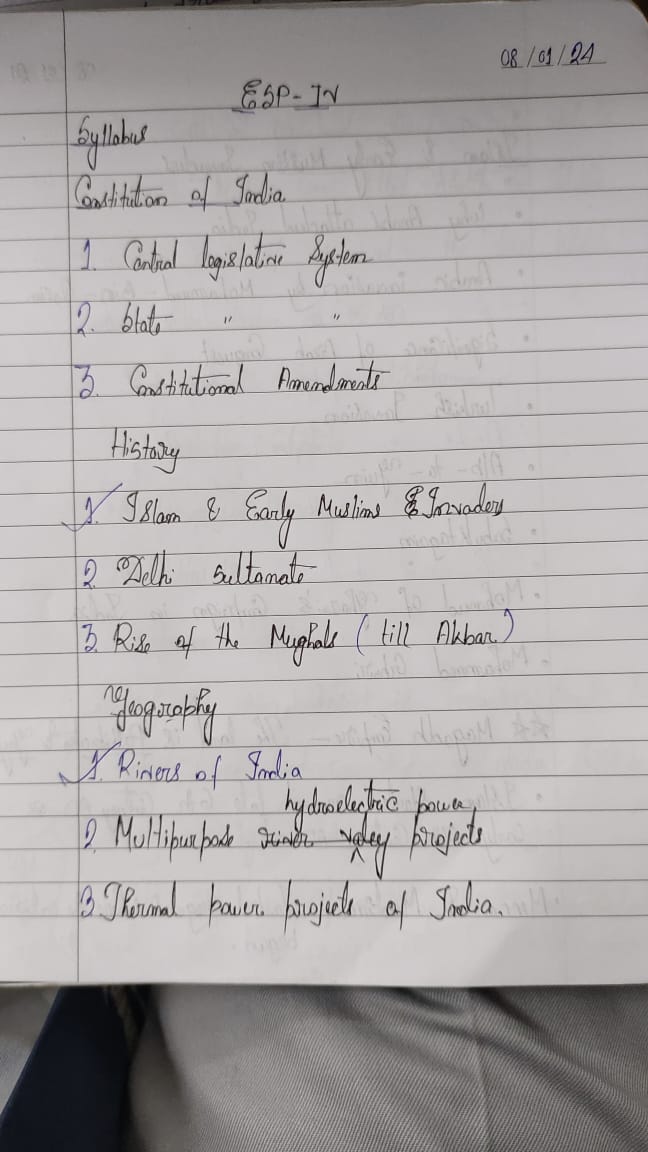 08/01/24
ESP-IV
Syllabus
Constitution of India
1. Central legislative System
2. State " "
3. Constitutional Amendments
History
1. Islam & Early Muslims Invaders
2 Delhi Sultanate
3. Rise of the Mughals (till Akbar)
Geography
1. Rivers of India
hydroelectric power
2. Multipurpose river valey projects
3. Thermal power projects of India.